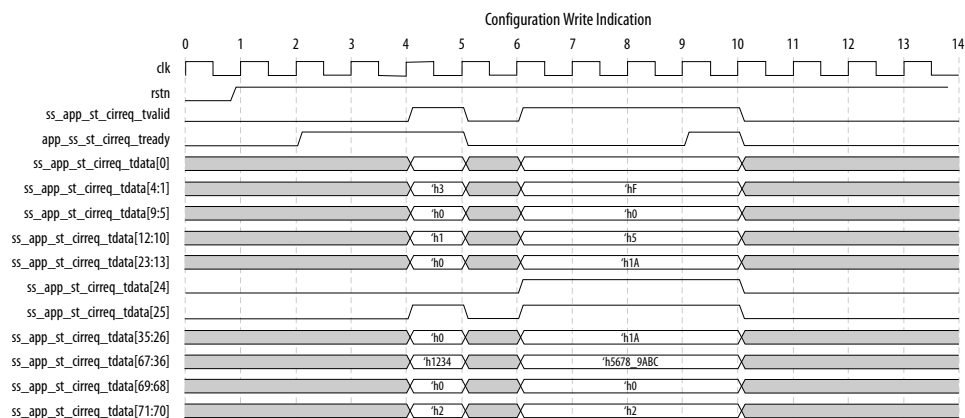 Configuration Write Indication
0 1 2 3 4 5 6 7 8 9 10 11 12 13 14
clk
rstn
ss_app_st_cirreq_tvalid
app_ss_st_cirreq_tready
ss_app_st_cirreq_tdata[0]
ss_app_st_cirreq_tdata[4:1] ‘h3 ‘hF
ss_app_st_cirreq_tdata[9:5] ‘h0 ‘h0
ss_app_st_cirreq_tdata[12:10] ‘h1 ‘h5
ss_app_st_cirreq_tdata[23:13] ‘h0 ‘h1A
ss_app_st_cirreq_tdata[24]
ss_app_st_cirreq_tdata[25]
ss_app_st_cirreq_tdata[35:26] ‘h0 ‘h1A
ss_app_st_cirreq_tdata[67:36] ‘h1234 ‘h5678_9ABC
ss_app_st_cirreq_tdata[69:68] ‘h0 ‘h0
ss_app_st_cirreq_tdata[71:70] ‘h2 ‘h2